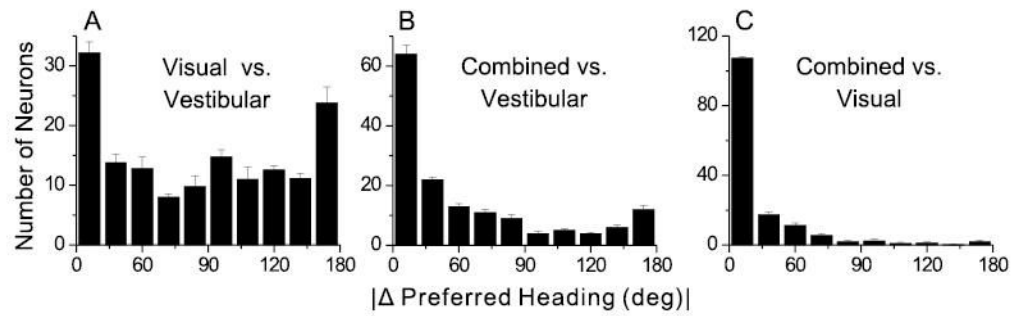 A
B
C
Number of Neurons
30
20
10
0
Visual vs.
Vestibular
0 60 90 120 180
60
40
20
0
Combined vs.
Vestibular
0 60 90 120 180
120
80
40
0
Combined vs.
Visual
0 60 90 120 180
|Δ Preferred Heading (deg)|